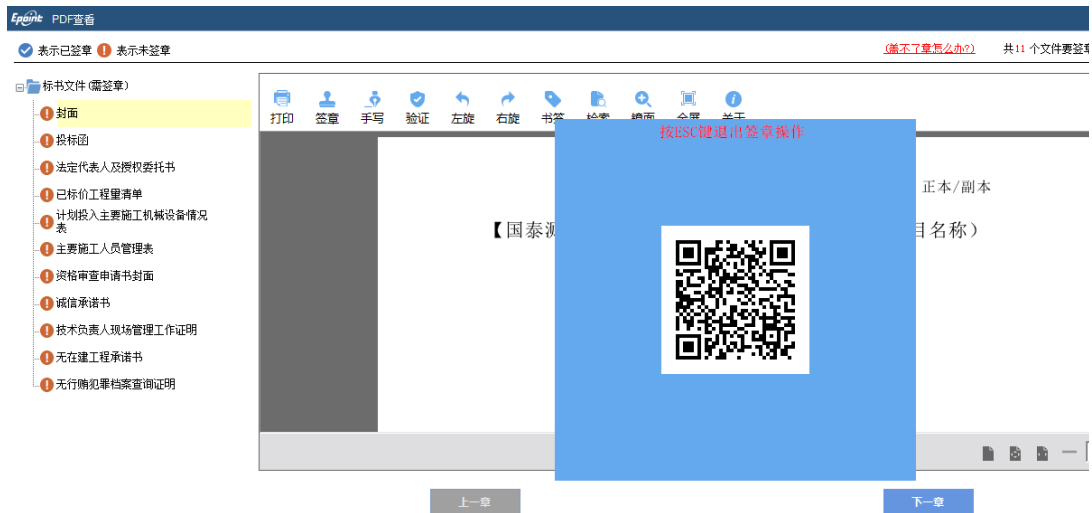 Epoint PDF查看
表示已签章 表示未签章
(盖不了章怎么办?) 共11 个文件要签章
标书文件(需签章)
封面
投标函
法定代表人及授权委托书
已标价工程量清单
计划投入主要施工机械设备情况
表
主要施工人员管理表
资格审查申请书封面
诚信承诺书
技术负责人现场管理工作证明
无在建工程承诺书
无行贿犯罪档案查询证明
打印 签章 手写 验证 左旋 右旋 书签 检索 全屏 关于
按ESC键退出签章操作
正本/副本
【国泰 目名称）
上一章 下一章